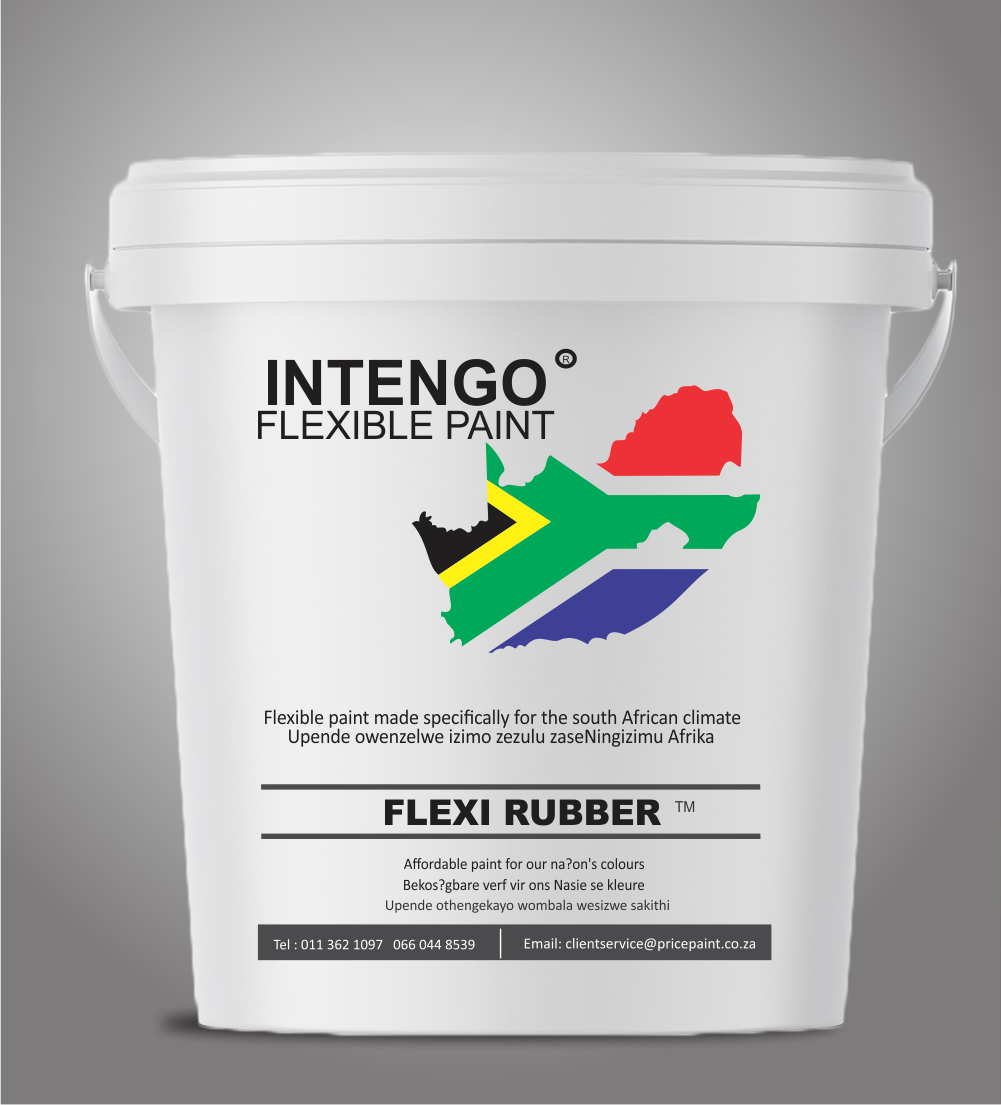 INTENGO ®
FLEXIBLE PAINT
Flexible paint made specifically for the south African climate
Upende owenzelwe izimo zezulu zaseNingizimu Afrika
FLEXI RUBBER ™
Affordable paint for our na?on's colours
Bekos?gbare verf vir ons Nasie se kleure
Upende othengekayo wombala wesizwe sakithi
Tel : 011 362 1097 066 044 8539 Email: clientservice@pricepaint.co.za